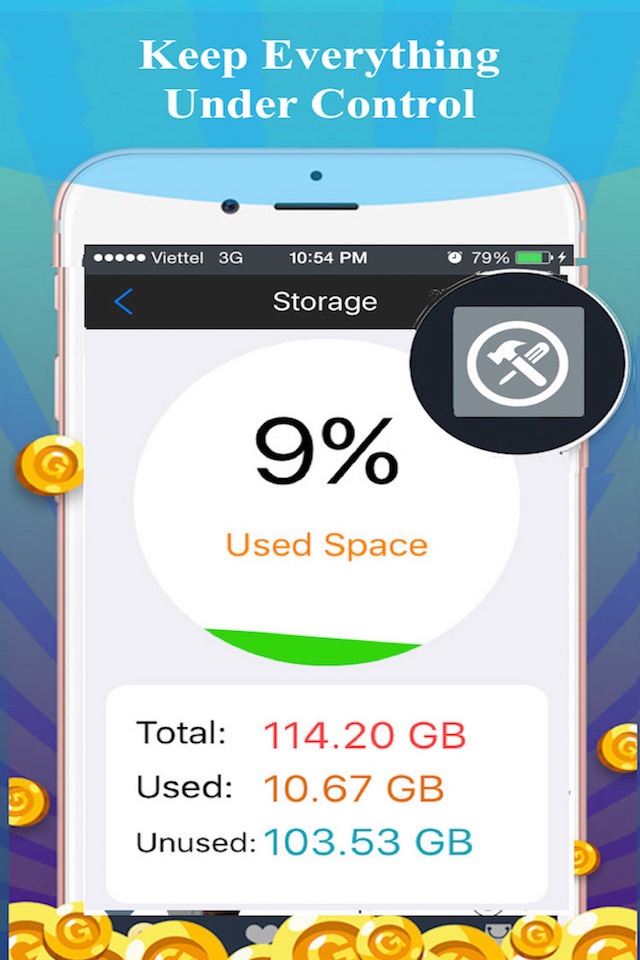 Keep Everything
Under Control
Viettel 3G 10:54 PM 79%
Storage
9%
Used Space
Total: 114.20 GB
Used: 10.67 GB
Unused: 103.53 GB
G
G
G
G
G
G
G